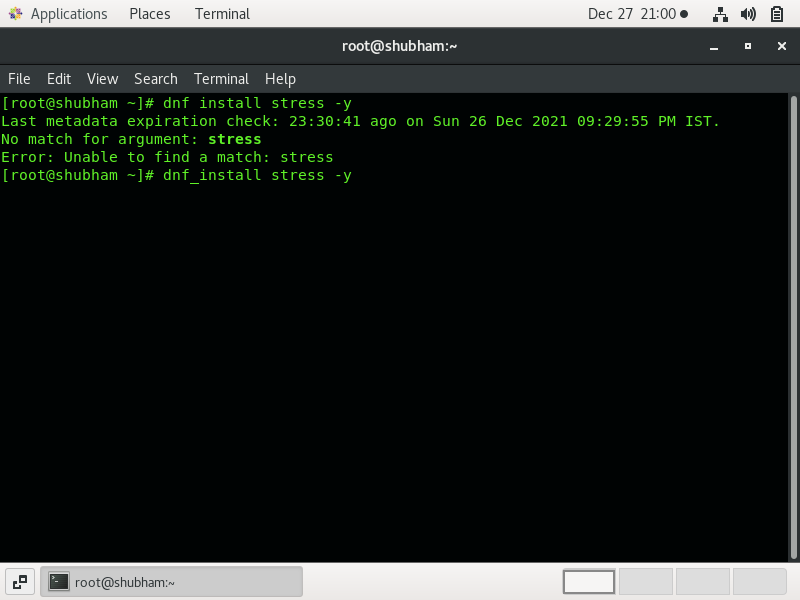 Applications Places Terminal Dec 27 21:00
root@shubham:~
File Edit View Search Terminal Help
[root@shubham ~]# dnf install stress -y
Last metadata expiration check: 23:30:41 ago on Sun 26 Dec 2021 09:29:55 PM IST.
No match for argument: stress
Error: Unable to find a match: stress
[root@shubham ~]# dnf_install stress -y
root@shubham:~